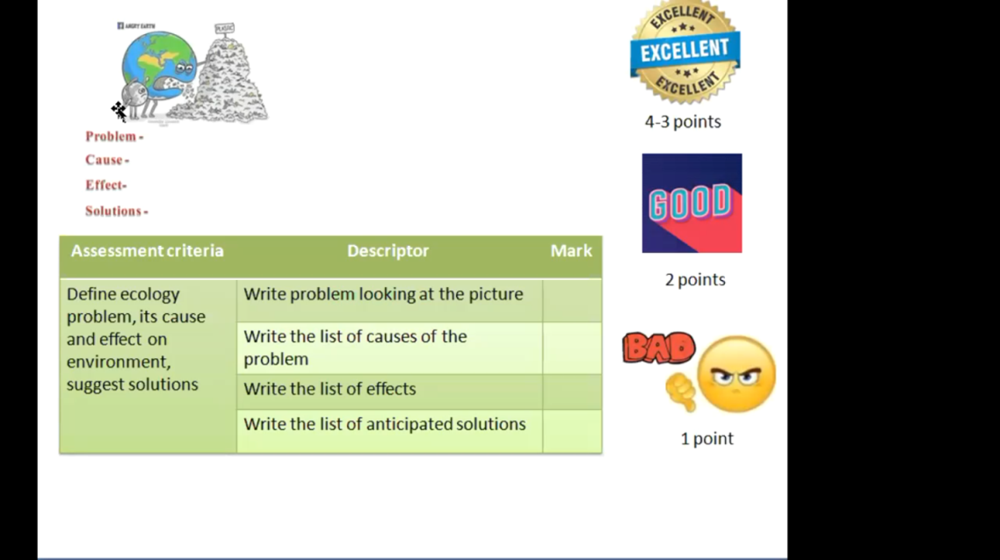 ANGRY EARTH
PLASTIC
Problem -
Cause -
Effect-
Solutions -
Assessment criteria
Descriptor
Mark
Define ecology
problem, its cause
and effect on
environment,
suggest solutions
Write problem looking at the picture
Write the list of causes of the
problem
Write the list of effects
Write the list of anticipated solutions
EXCELLENT
EXCELLENT
EXCELLENT
4-3 points
GOOD
2 points
BAD
1 point